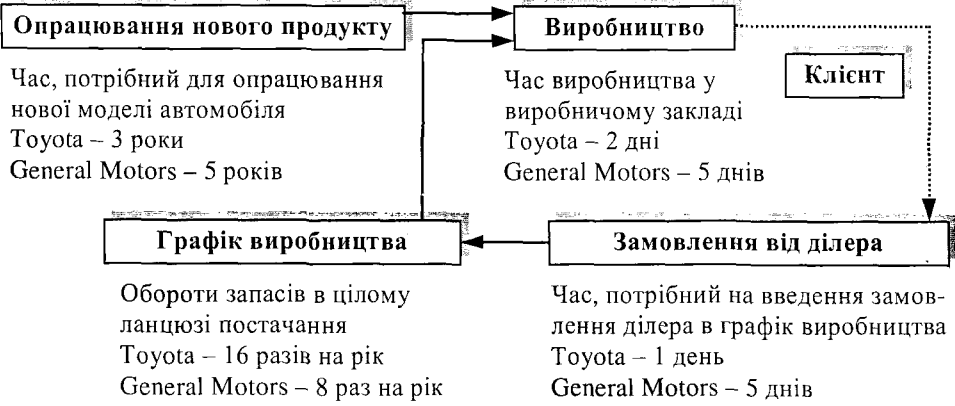 Опрацювання нового продукту
Час, потрібний для опрацювання
нової моделі автомобіля
Toyota – 3 роки
General Motors – 5 років
Виробництво
Час виробництва у
виробничому закладі
Toyota – 2 дні
General Motors – 5 днів
Клієнт
Графік виробництва
Обороти запасів в цілому
ланцюзі постачання
Toyota – 16 разів на рік
General Motors – 8 раз на рік
Замовлення від ділера
Час, потрібний на введення замов-
лення ділера в графік виробництва
Toyota – 1 день
General Motors – 5 днів